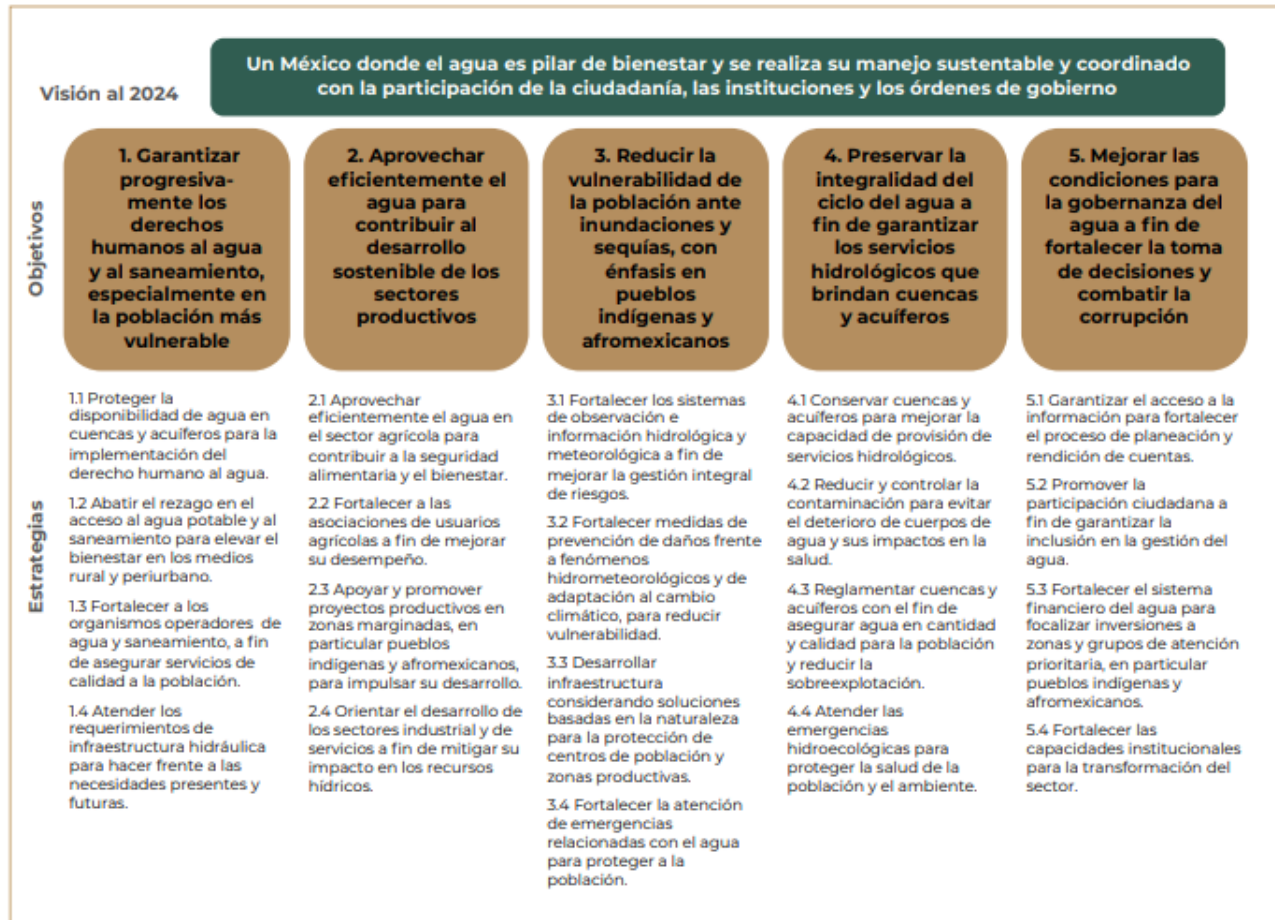 Visión al 2024
Un México donde el agua es pilar de bienestar y se realiza su manejo sustentable y coordinado
con la participación de la ciudadanía, las instituciones y los órdenes de gobierno
Objetivos
1. Garantizar
progresiva-
mente los
derechos
humanos al agua
y al saneamiento,
especialmente en
la población más
vulnerable
2. Aprovechar
eficientemente el
agua para
contribuir al
desarrollo
sostenible de los
sectores
productivos
3. Reducir la
vulnerabilidad de
la población ante
inundaciones y
sequías, con
énfasis en
pueblos
indígenas y
afromexicanos
4. Preservar la
integralidad del
ciclo del agua a
fin de garantizar
los servicios
hidrológicos que
brindan cuencas
y acuíferos
5. Mejorar las
condiciones para
la gobernanza del
agua a fin de
fortalecer la toma
de decisiones y
combatir la
corrupción
Estrategias
1.1 Proteger la
disponibilidad de agua en
cuencas y acuíferos para la
implementación del
derecho humano al agua.
1.2 Abatir el rezago en el
acceso al agua potable y al
saneamiento para elevar el
bienestar en los medios
rural y periurbano.
1.3 Fortalecer a los
organismos operadores de
agua y saneamiento, a fin
de asegurar servicios de
calidad a la población.
1.4 Atender los
requerimientos de
infraestructura hidráulica
para hacer frente a las
necesidades presentes y
futuras.
2.1 Aprovechar
eficientemente el agua en
el sector agrícola para
contribuir a la seguridad
alimentaria y el bienestar.
2.2 Fortalecer a las
asociaciones de usuarios
agrícolas a fin de mejorar
su desempeño.
2.3 Apoyar y promover
proyectos productivos en
zonas marginadas, en
particular pueblos
indígenas y afromexicanos,
para impulsar su desarrollo.
2.4 Orientar el desarrollo de
los sectores industrial y de
servicios a fin de mitigar su
impacto en los recursos
hídricos.
3.1 Fortalecer los sistemas
de observación e
información hidrológica y
meteorológica a fin de
mejorar la gestión integral
de riesgos.
3.2 Fortalecer medidas de
prevención de daños frente
a fenómenos
hidrometeorológicos y de
adaptación al cambio
climático, para reducir
vulnerabilidad.
3.3 Desarrollar
infraestructura
considerando soluciones
basadas en la naturaleza
para la protección de
centros de población y
zonas productivas.
3.4 Fortalecer la atención
de emergencias
relacionadas con el agua
para proteger a la
población.
4.1 Conservar cuencas y
acuíferos para mejorar la
capacidad de provisión de
servicios hidrológicos.
4.2 Reducir y controlar la
contaminación para evitar
el deterioro de cuerpos de
agua y sus impactos en la
salud.
4.3 Reglamentar cuencas y
acuíferos con el fin de
asegurar agua en cantidad
y calidad para la población
y reducir la
sobreexplotación.
4.4 Atender las
emergencias
hidroecológicas para
proteger la salud de la
población y el ambiente.
5.1 Garantizar el acceso a la
información para fortalecer
el proceso de planeación y
rendición de cuentas.
5.2 Promover la
participación ciudadana a
fin de garantizar la
inclusión en la gestión del
agua.
5.3 Fortalecer el sistema
financiero del agua para
focalizar inversiones a
zonas y grupos de atención
prioritaria, en particular
pueblos indígenas y
afromexicanos.
5.4 Fortalecer las
capacidades institucionales
para la transformación del
sector.